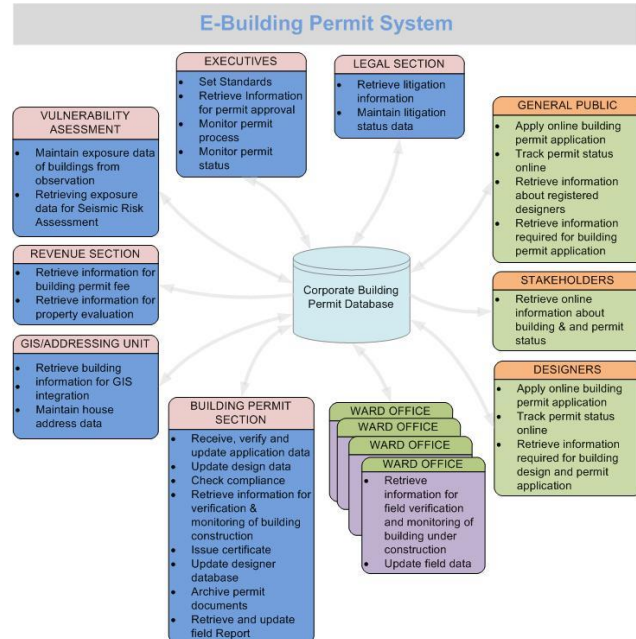 E-Building Permit System
EXECUTIVES
Set Standards
Retrieve Information
for permit approval
Monitor permit
process
Monitor permit
status
LEGAL SECTION
Retrieve litigation
information
Maintain litigation
status data
VULNERABILITY
ASESSMENT
Maintain exposure data
of buildings from
observation
Retrieving exposure
data for Seismic Risk
Assessment
GENERAL PUBLIC
Apply online building
permit application
Track permit status
online
Retrieve information
about registered
designers
Retrieve information
required for building
permit application
REVENUE SECTION
Retrieve information for
building permit fee
Retrieve information for
property evaluation
Corporate Building
Permit Database
STAKEHOLDERS
Retrieve online
information about
building & and permit
status
GIS/ADDRESSING UNIT
Retrieve building
information for GIS
integration
Maintain house
address data
DESIGNERS
Apply online building
permit application
Track permit status
online
Retrieve information
required for building
design and permit
application
BUILDING PERMIT
SECTION
Receive, verify and
update application data
Update design data
Check compliance
Retrieve information for
verification &
monitoring of building
construction
Issue certificate
Update designer
database
Archive permit
documents
Retrieve and update
field Report
WARD OFFICE
WARD OFFICE
WARD OFFICE
WARD OFFICE
Retrieve
information for
field verification
and monitoring of
building under
construction
Update field data